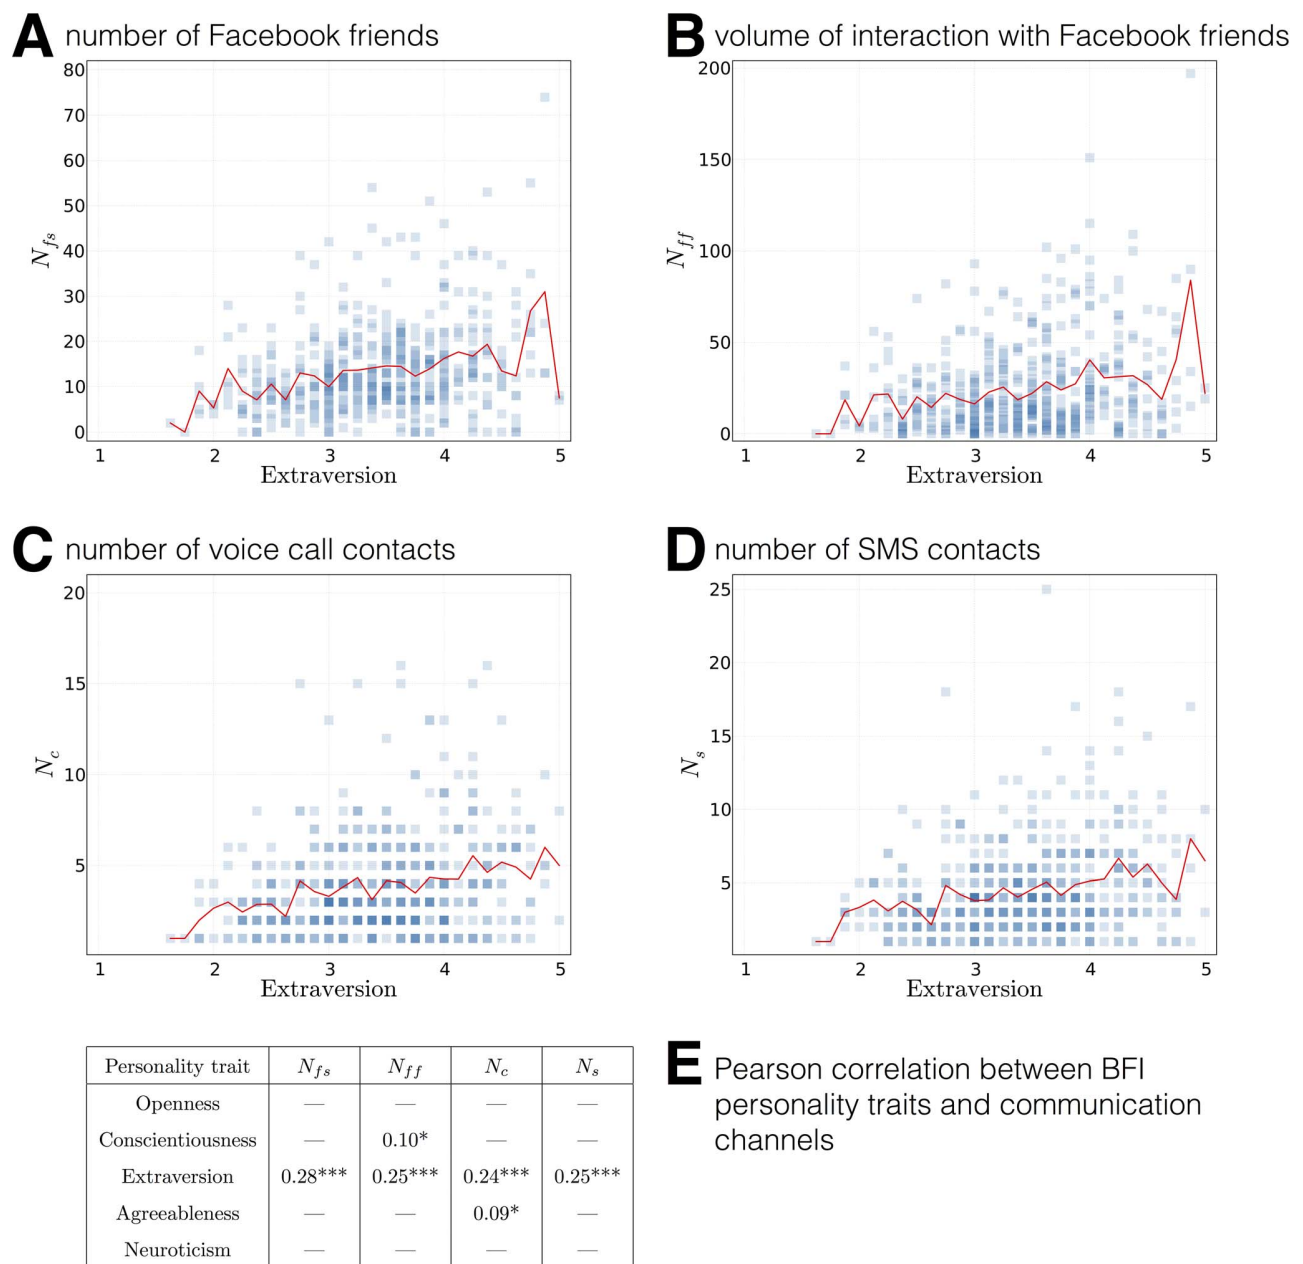 A number of Facebook friends
80
70
60
50
40
30
20
10
0
N_fs
1 2 3 4 5
Extraversion
B volume of interaction with Facebook friends
200
150
100
50
0
N_ff
1 2 3 4 5
Extraversion
C number of voice call contacts
20
15
10
5
N_c
1 2 3 4 5
Extraversion
D number of SMS contacts
25
20
15
10
5
N_s
1 2 3 4 5
Extraversion
Personality trait N_fs N_ff N_c N_s
Openness — — — —
Conscientiousness — 0.10* — —
Extraversion 0.28*** 0.25*** 0.24*** 0.25***
Agreeableness — — 0.09* —
Neuroticism — — — —
E Pearson correlation between BFI
personality traits and communication
channels